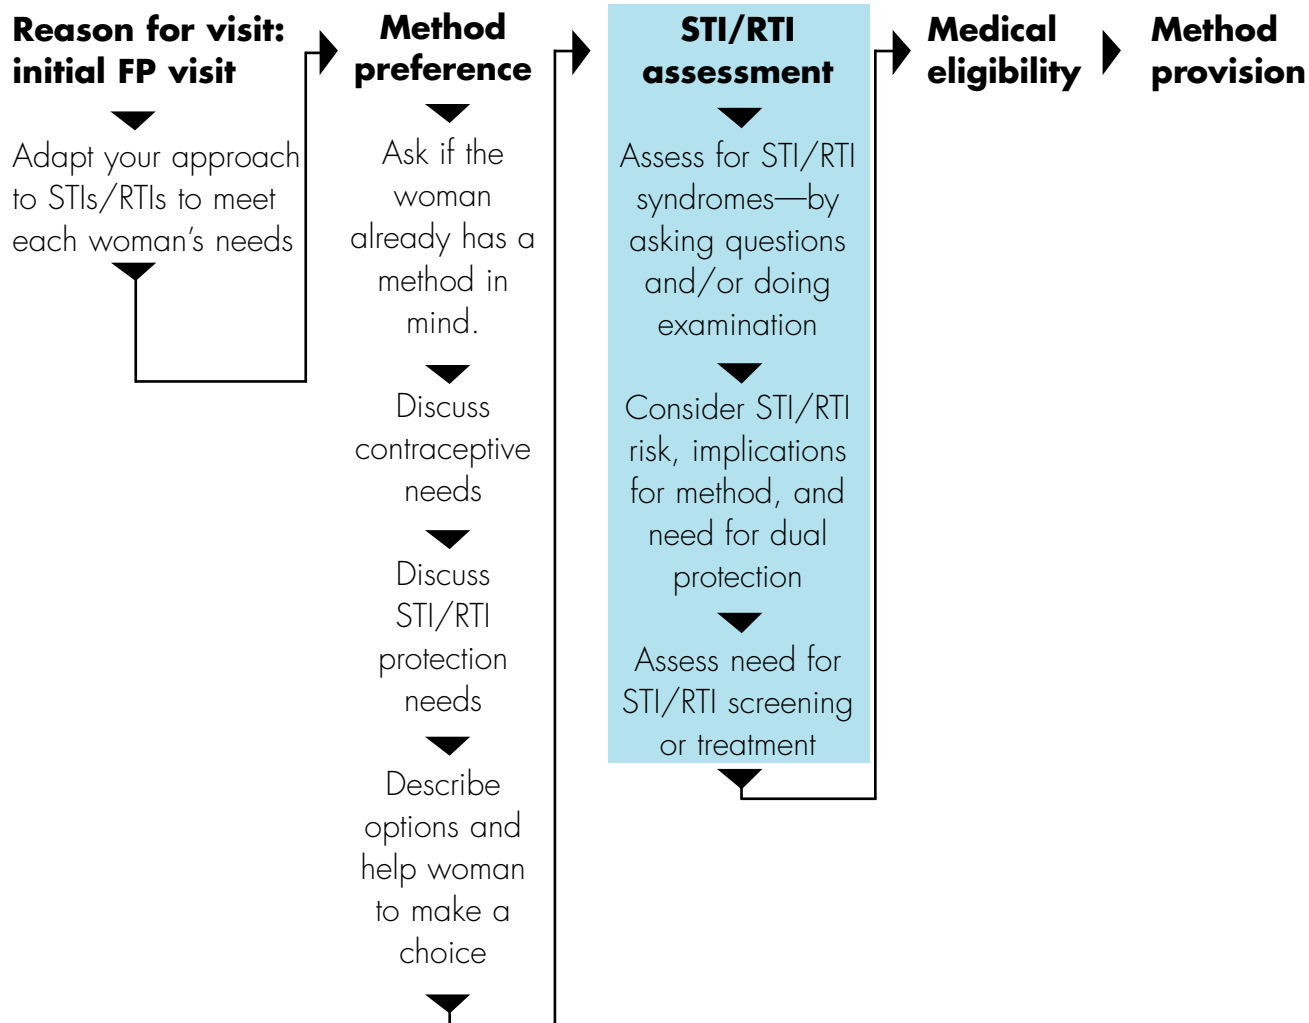 Reason for visit:
initial FP visit
Adapt your approach
to STIs/RTIs to meet
each woman's needs
Method
preference
Ask if the
woman
already has a
method in
mind.
Discuss
contraceptive
needs
Discuss
STI/RTI
protection
needs
Describe
options and
help woman
to make a
choice
STI/RTI
assessment
Assess for STI/RTI
syndromes—by
asking questions
and/or doing
examination
Consider STI/RTI
risk, implications
for method, and
need for dual
protection
Assess need for
STI/RTI screening
or treatment
Medical
eligibility
Method
provision